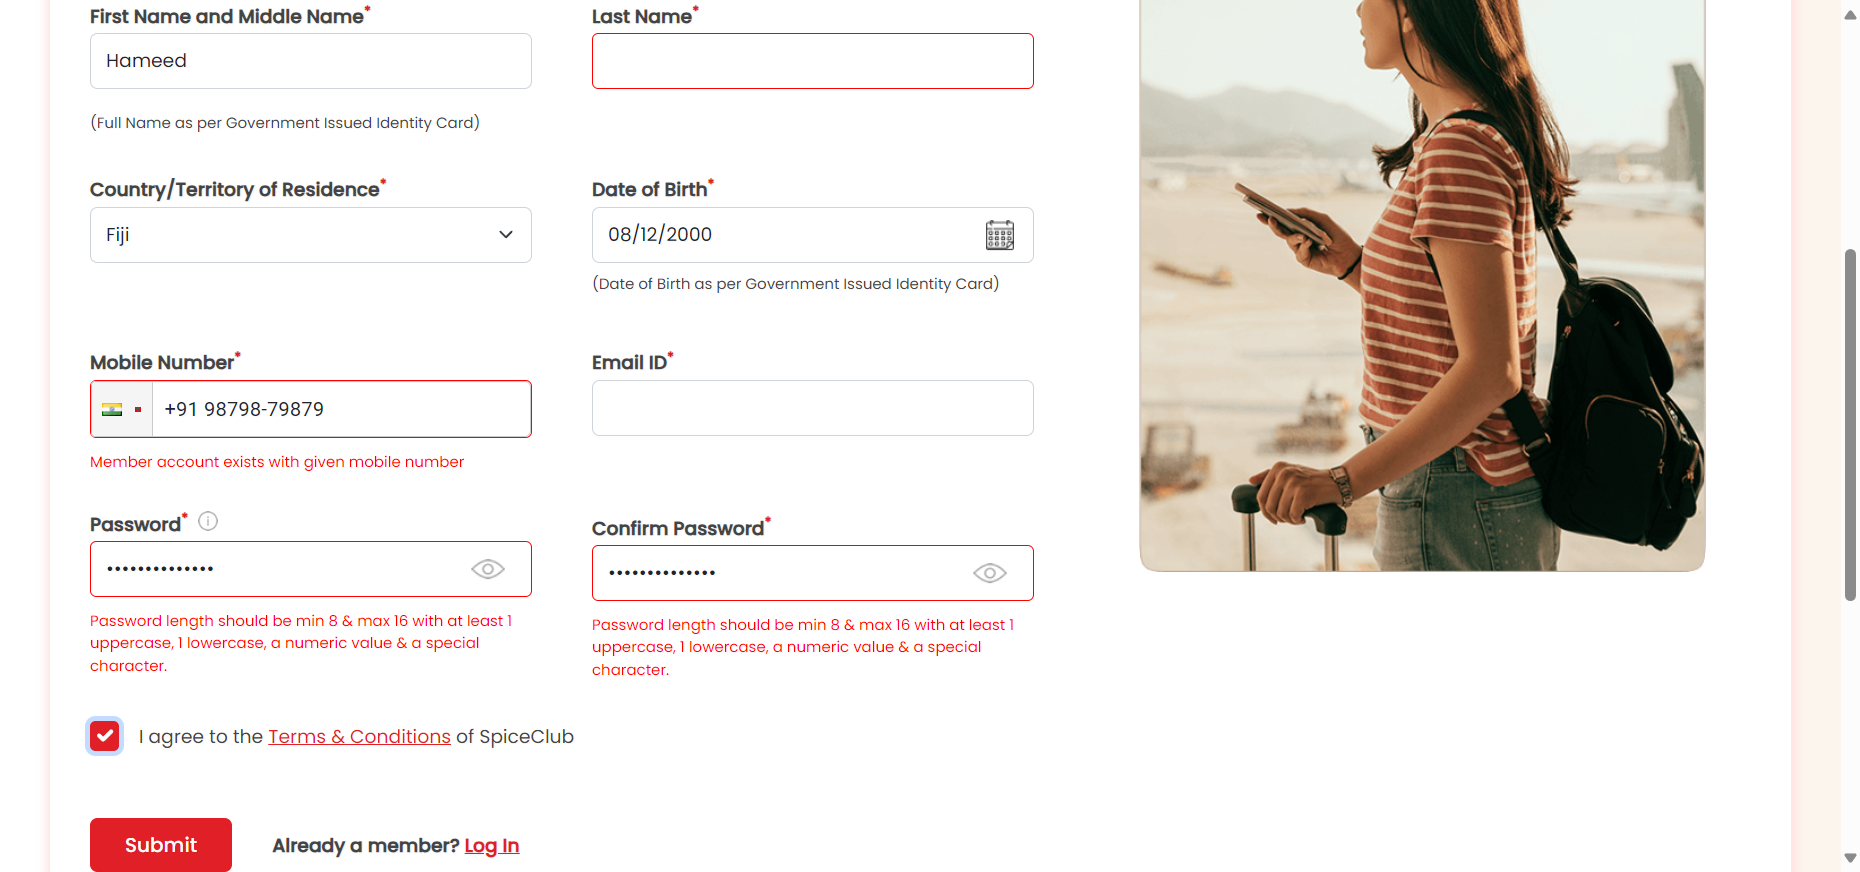 First Name and Middle Name*
Last Name*
Hameed
(Full Name as per Government Issued Identity Card)
Country/Territory of Residence*
Date of Birth*
Fiji
08/12/2000
(Date of Birth as per Government Issued Identity Card)
Mobile Number*
Email ID*
+91 98798-79879
Member account exists with given mobile number
Password*
Confirm Password*
••••••••••••••
••••••••••••••
Password length should be min 8 & max 16 with at least 1
uppercase, 1 lowercase, a numeric value & a special
character.
Password length should be min 8 & max 16 with at least 1
uppercase, 1 lowercase, a numeric value & a special
character.
I agree to the Terms & Conditions of SpiceClub
Submit
Already a member? Log In